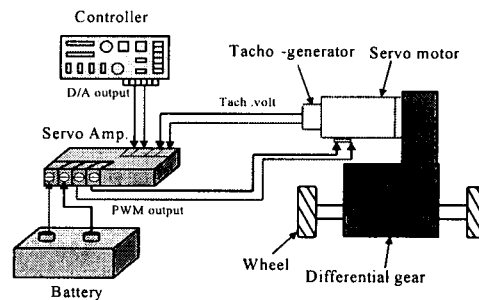 Controller
D/A output
Tacho -generator
Servo motor
Tach .volt
Servo Amp.
PWM output
Wheel
Differential gear
Battery